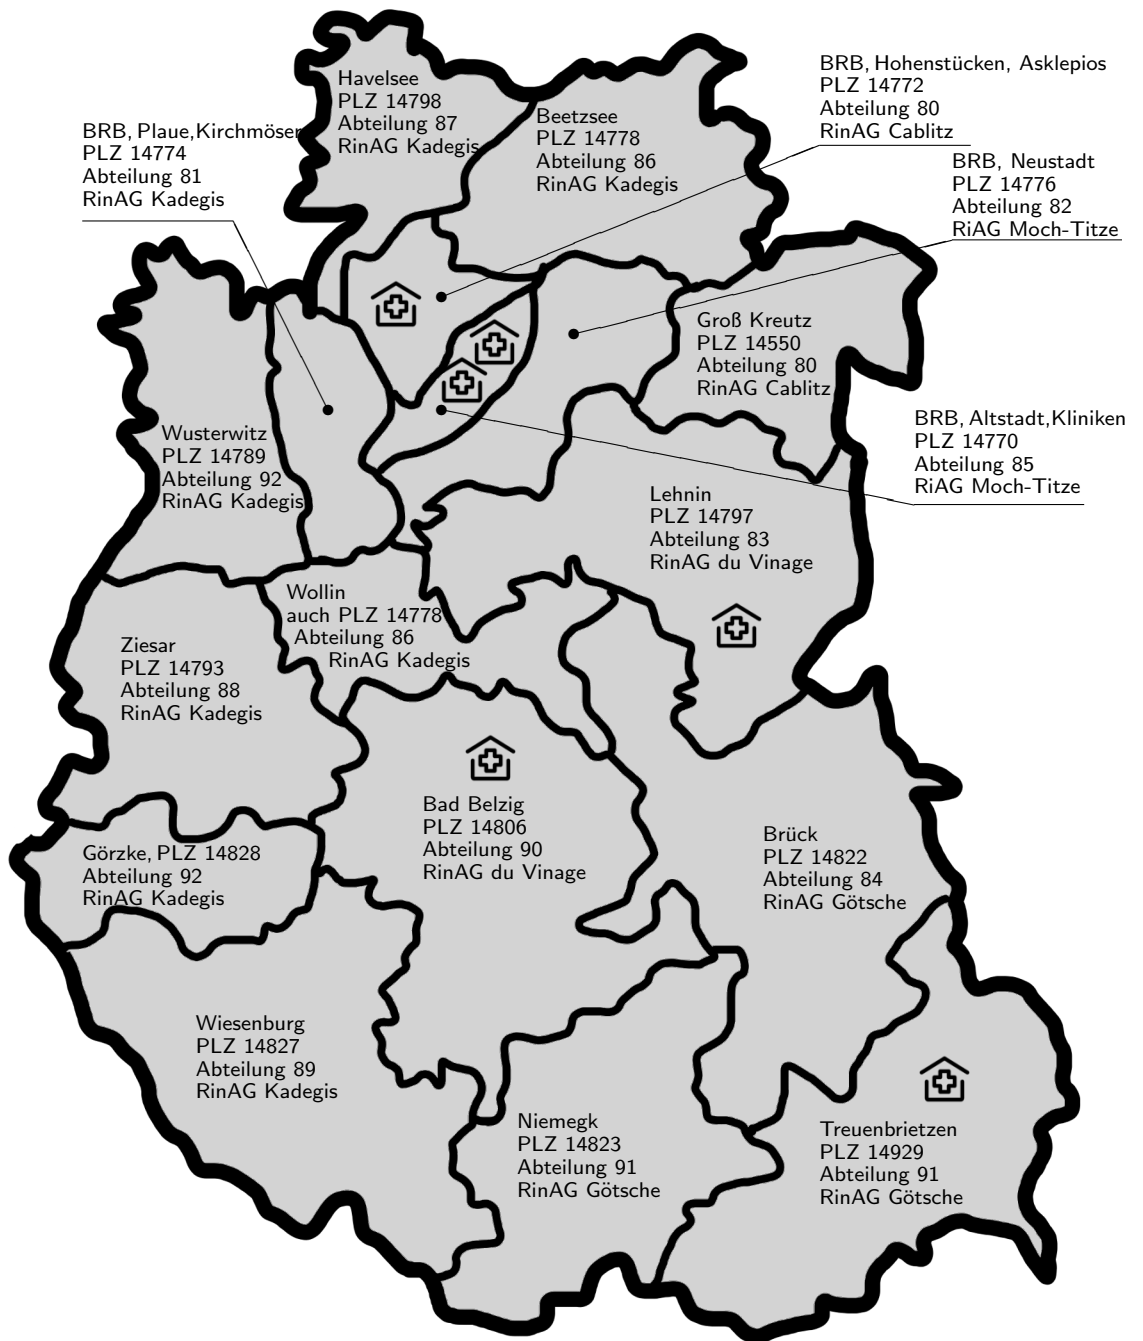 Havelsee
PLZ 14798
Abteilung 87
RinAG Kadegis
Beetzsee
PLZ 14778
Abteilung 86
RinAG Kadegis
BRB, Hohenstücken, Asklepios
PLZ 14772
Abteilung 80
RinAG Cablitz
BRB, Plaue,Kirchmöser
PLZ 14774
Abteilung 81
RinAG Kadegis
BRB, Neustadt
PLZ 14776
Abteilung 82
RiAG Moch-Titze
Groß Kreutz
PLZ 14550
Abteilung 80
RinAG Cablitz
BRB, Altstadt,Kliniken
PLZ 14770
Abteilung 85
RiAG Moch-Titze
Wusterwitz
PLZ 14789
Abteilung 92
RinAG Kadegis
Lehnin
PLZ 14797
Abteilung 83
RinAG du Vinage
Wollin
auch PLZ 14778
Abteilung 86
RinAG Kadegis
Ziesar
PLZ 14793
Abteilung 88
RinAG Kadegis
Bad Belzig
PLZ 14806
Abteilung 90
RinAG du Vinage
Brück
PLZ 14822
Abteilung 84
RinAG Götsche
Görzke, PLZ 14828
Abteilung 92
RinAG Kadegis
Wiesenburg
PLZ 14827
Abteilung 89
RinAG Kadegis
Niemegk
PLZ 14823
Abteilung 91
RinAG Götsche
Treuenbrietzen
PLZ 14929
Abteilung 91
RinAG Götsche